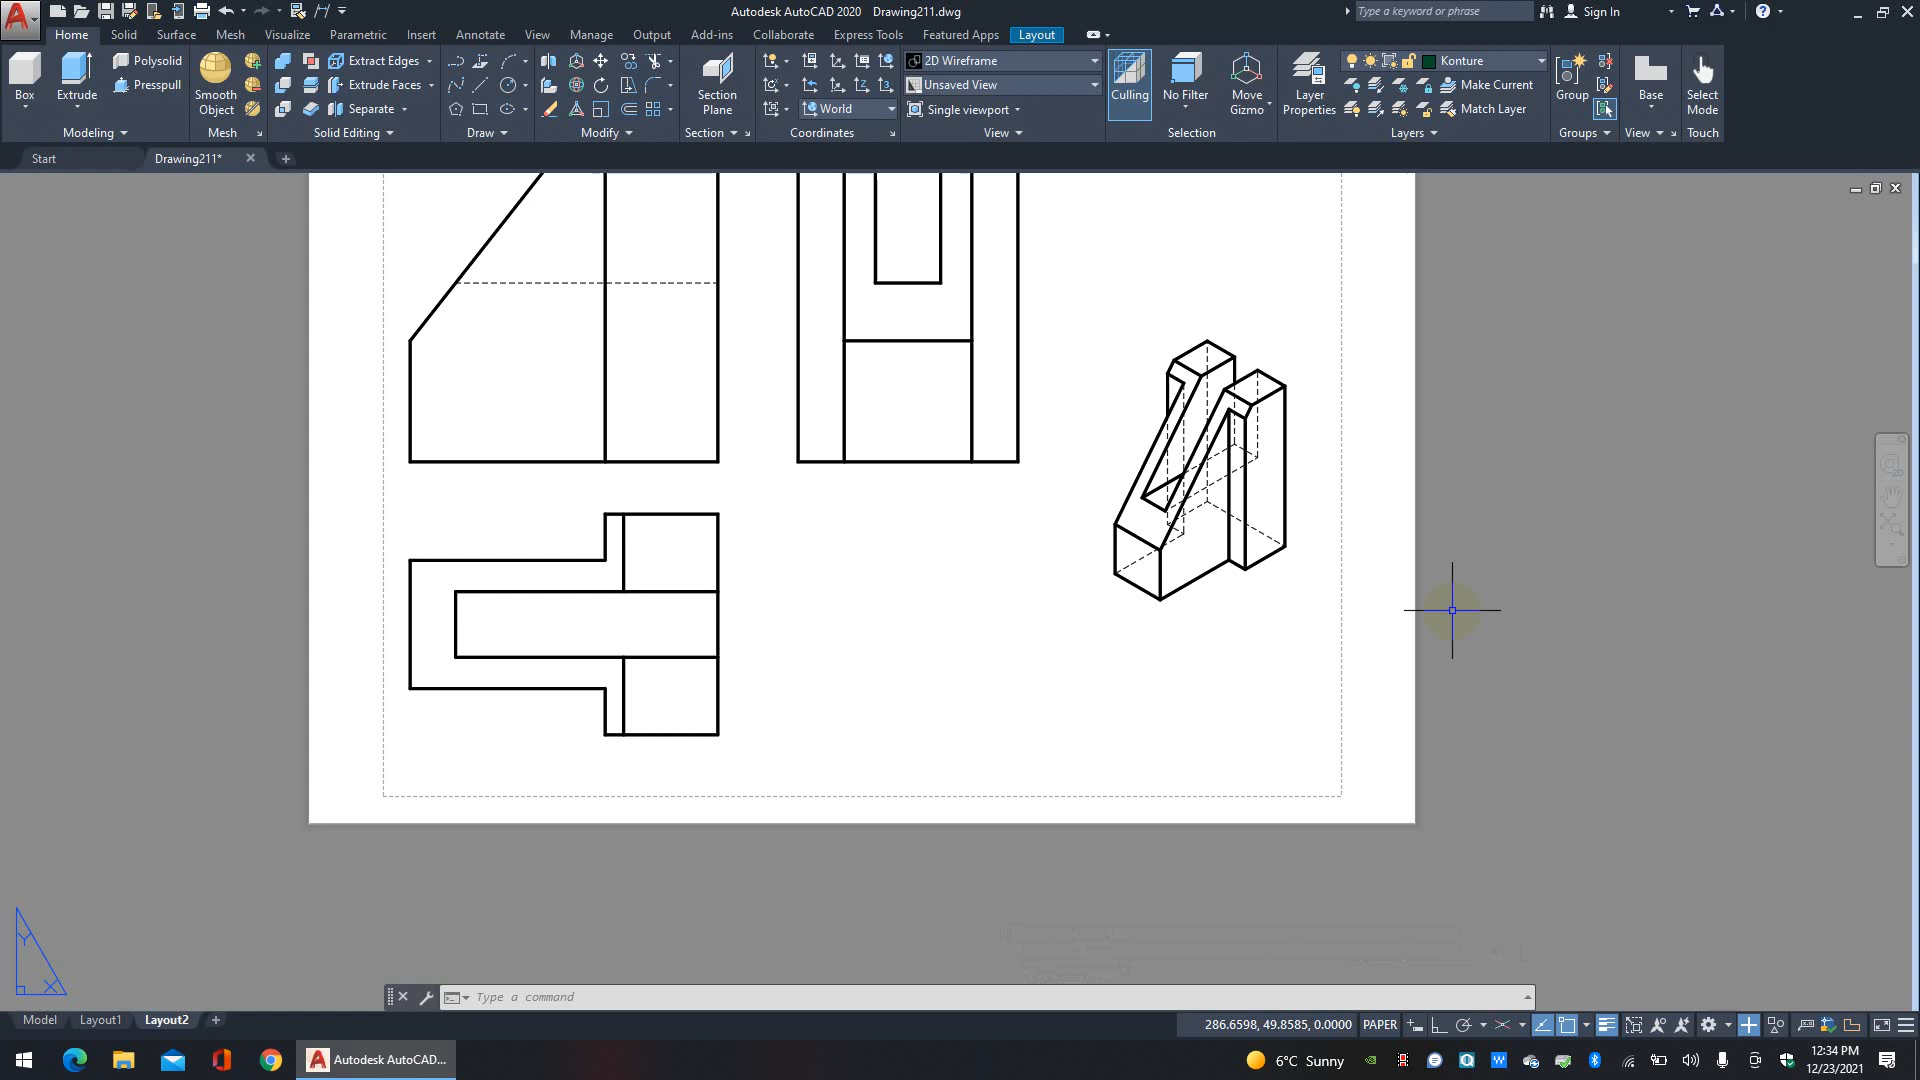 Autodesk AutoCAD 2020 Drawing211.dwg
Type a keyword or phrase
Sign In
Home Solid Surface Mesh Visualize Parametric Insert Annotate View Manage Output Add-ins Collaborate Express Tools Featured Apps Layout
Box
Extrude
Polysolid
Presspull
Modeling
Smooth
Object
Mesh
Extract Edges
Extrude Faces
Separate
Solid Editing
Draw
Modify
Section
Plane
Section
World
Coordinates
2D Wireframe
Unsaved View
Single viewport
View
Culling
No Filter
Move
Gizmo
Selection
Layer
Properties
Konture
Make Current
Match Layer
Layers
Group
Groups
Base
View
Select
Mode
Touch
Start
Drawing211*
Y
X
Type a command
Model Layout1 Layout2
286.6598, 49.8585, 0.0000 PAPER
Autodesk AutoCAD...
6°C Sunny
12:34 PM
12/23/2021